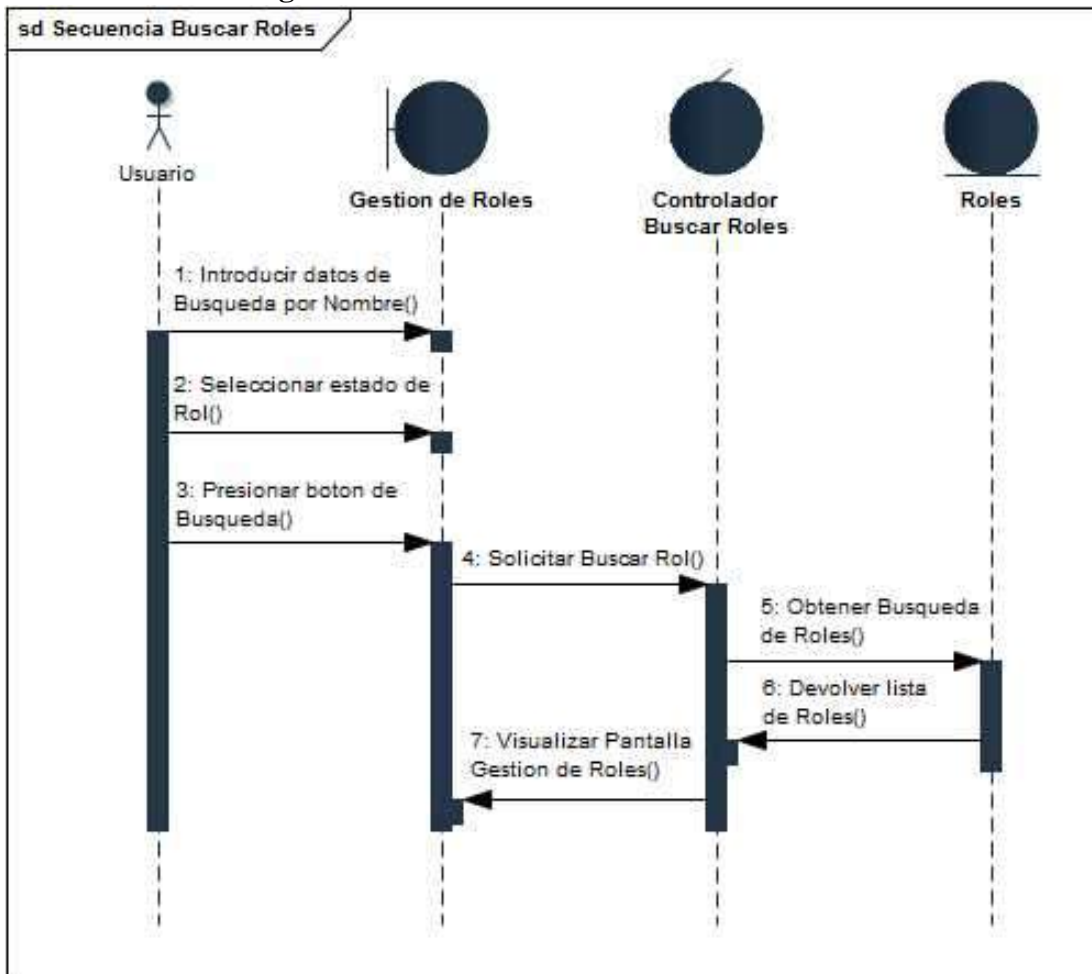 sd Secuencia Buscar Roles
Usuario
Gestion de Roles
Controlador
Buscar Roles
Roles
1: Introducir datos de
Busqueda por Nombre()
2: Seleccionar estado de
Rol()
3: Presionar boton de
Busqueda()
4: Solicitar Buscar Rol()
5: Obtener Busqueda
de Roles()
6: Devolver lista
de Roles()
7: Visualizar Pantalla
Gestion de Roles()